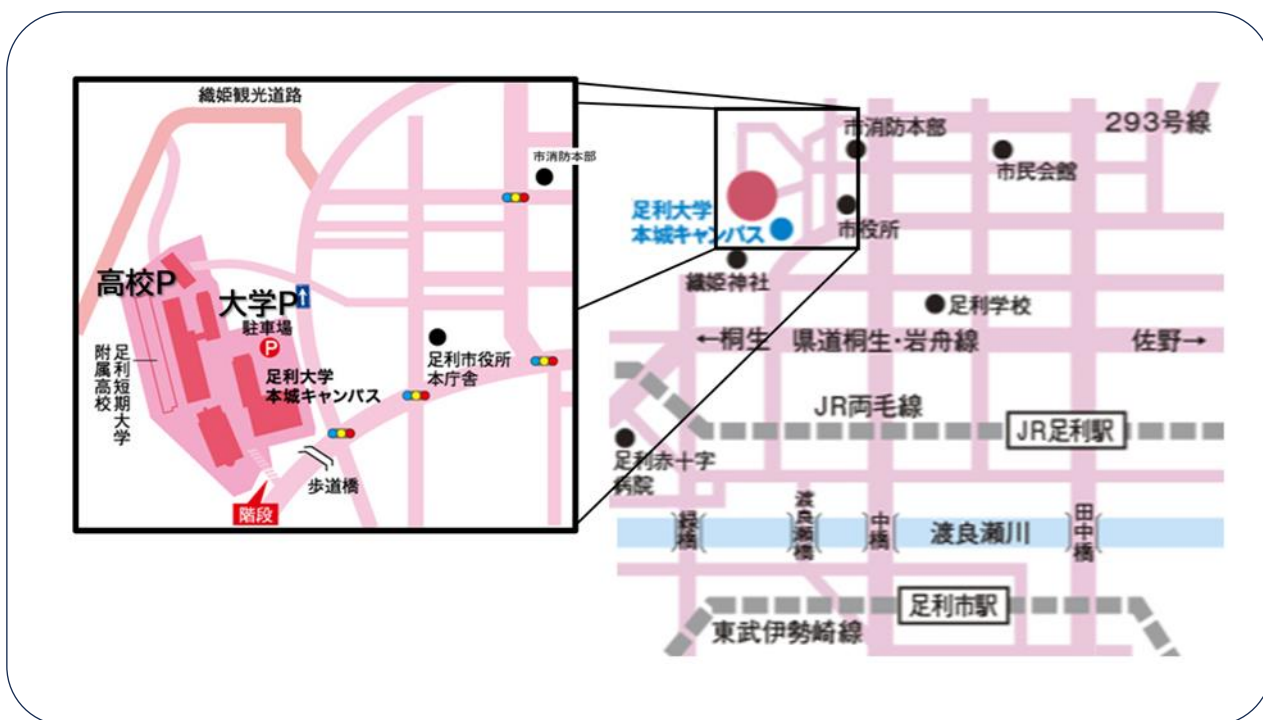 織姫観光道路
市消防本部
高校P
大学P
駐車場
P
足利短期大学
附属高校
足利大学
本城キャンパス
足利市役所
本庁舎
歩道橋
階段
293号線
市消防本部
市民会館
足利大学
本城キャンパス
市役所
織姫神社
足利学校
←桐生 県道桐生・岩舟線 佐野→
JR両毛線
JR足利駅
足利赤十字
病院
緑橋
渡良瀬橋
中橋
渡良瀬川
田中橋
足利市駅
東武伊勢崎線